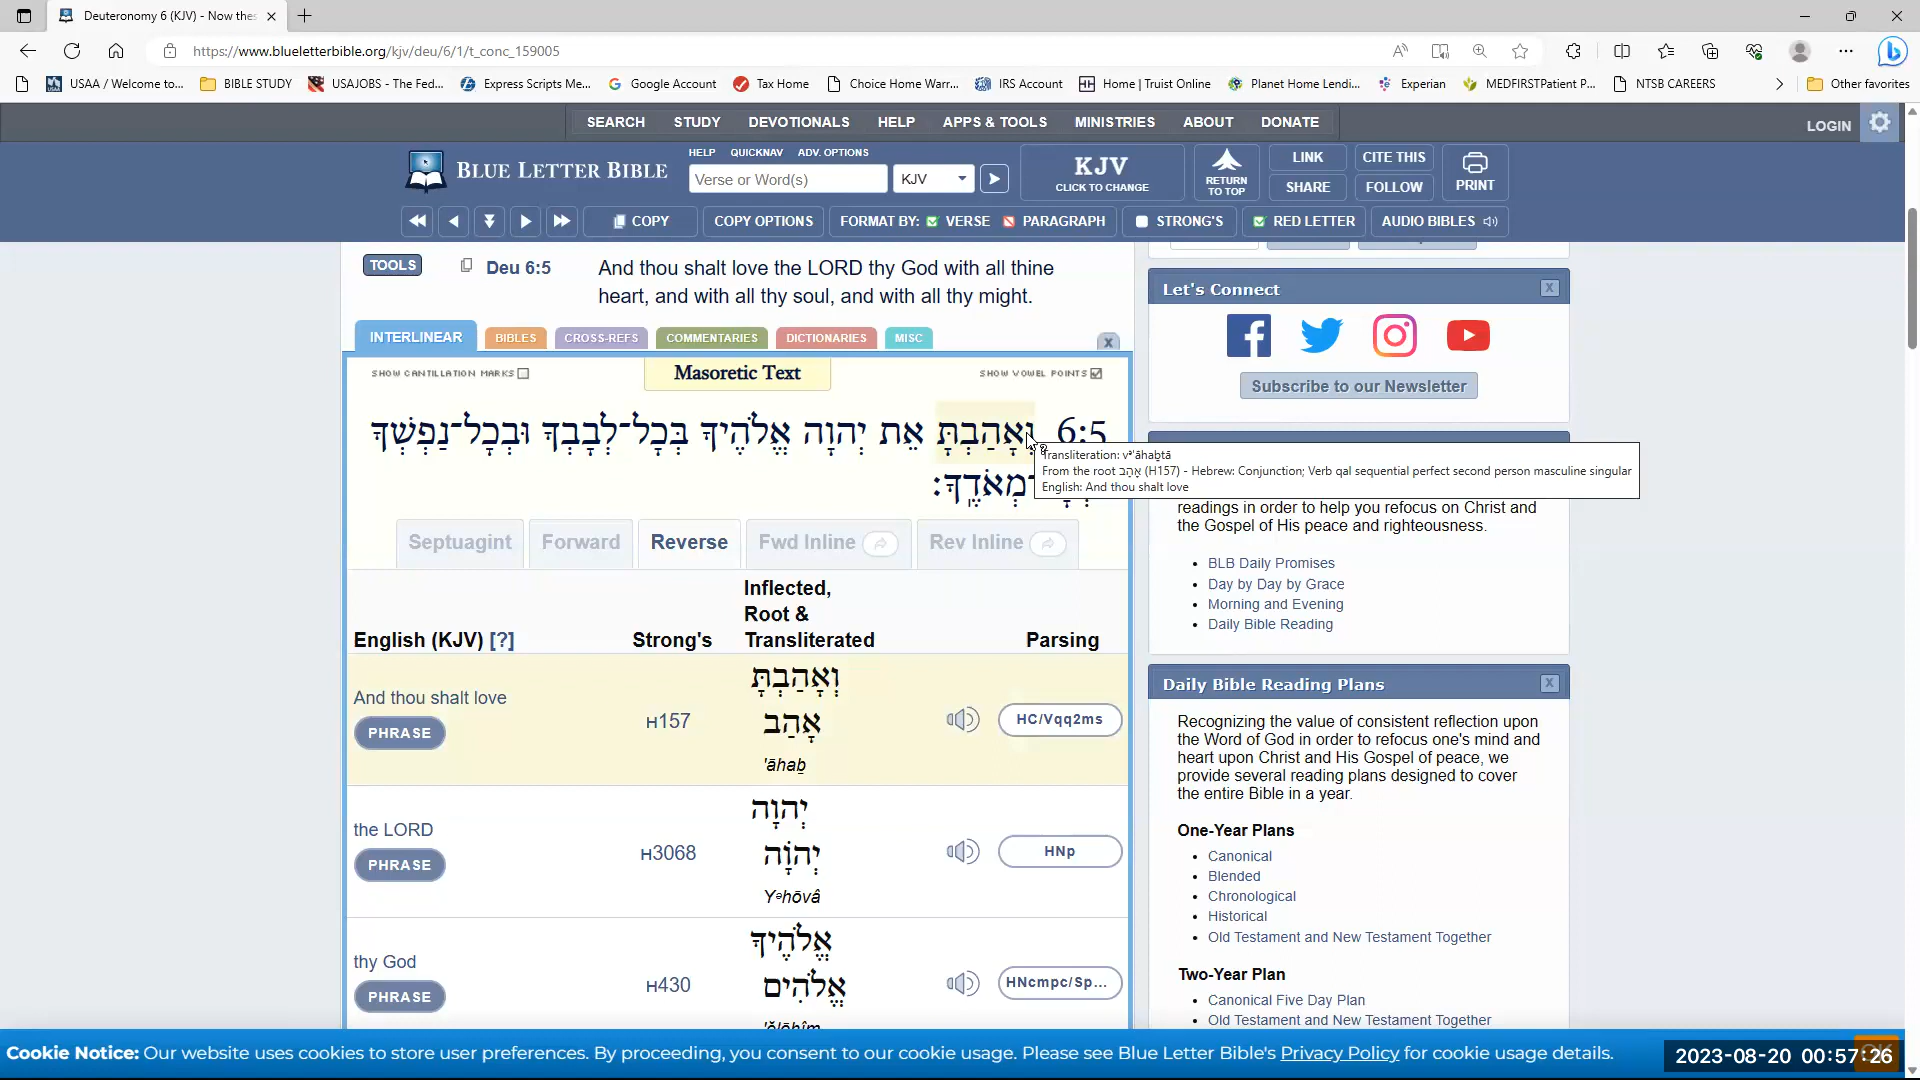 Deuteronomy 6 (KJV) - Now thes
https://www.blueletterbible.org/kjv/deu/6/1/t_conc_159005
USAA / Welcome to...
BIBLE STUDY
USAJOBS - The Fed...
Express Scripts Me...
Google Account
Tax Home
Choice Home Warr...
IRS Account
Home | Truist Online
Planet Home Lendi...
Experian
MEDFIRSTPatient P...
NTSB CAREERS
Other favorites
SEARCH STUDY DEVOTIONALS HELP APPS & TOOLS MINISTRIES ABOUT DONATE
LOGIN
BLUE LETTER BIBLE
HELP QUICKNAV ADV. OPTIONS
Verse or Word(s)
KJV
KJV
CLICK TO CHANGE
RETURN
TO TOP
LINK
CITE THIS
SHARE
FOLLOW
PRINT
COPY
COPY OPTIONS
FORMAT BY: VERSE PARAGRAPH
STRONG'S
RED LETTER
AUDIO BIBLES
TOOLS
Deu 6:5
And thou shalt love the LORD thy God with all thine
heart, and with all thy soul, and with all thy might.
INTERLINEAR
BIBLES
CROSS-REFS
COMMENTARIES
DICTIONARIES
MISC
X
SHOW CANTILLATION MARKS
Masoretic Text
SHOW VOWEL POINTS
6:5 וְאָהַבְתָּ אֵת יְהוָה אֱלֹהֶיךָ בְּכָל־לְבָבְךָ וּבְכָל־נַפְשְׁךָ
מְאֹדֶךָ׃
Transliteration: vᵊ'āhaḇtā
From the root אָהַב (H157) - Hebrew: Conjunction; Verb qal sequential perfect second person masculine singular
English: And thou shalt love
Septuagint
Forward
Reverse
Fwd Inline
Rev Inline
English (KJV) [?]
Strong's
Inflected,
Root &
Transliterated
Parsing
And thou shalt love
PHRASE
H157
וְאָהַבְתָּ
אָהַב
'āhaḇ
HC/Vqq2ms
the LORD
PHRASE
H3068
יְהוָה
יְהוָֹה
Yᵊhōvâ
HNp
thy God
PHRASE
H430
אֱלֹהֶיךָ
אֱלֹהִים
'ĕlōhîm
HNcmpc/Sp...
Let's Connect
X
Subscribe to our Newsletter
readings in order to help you refocus on Christ and
the Gospel of His peace and righteousness.
BLB Daily Promises
Day by Day by Grace
Morning and Evening
Daily Bible Reading
Daily Bible Reading Plans
X
Recognizing the value of consistent reflection upon
the Word of God in order to refocus one's mind and
heart upon Christ and His Gospel of peace, we
provide several reading plans designed to cover
the entire Bible in a year.
One-Year Plans
Canonical
Blended
Chronological
Historical
Old Testament and New Testament Together
Two-Year Plan
Canonical Five Day Plan
Old Testament and New Testament Together
Cookie Notice: Our website uses cookies to store user preferences. By proceeding, you consent to our cookie usage. Please see Blue Letter Bible's Privacy Policy for cookie usage details.
2023-08-20 00:57:26